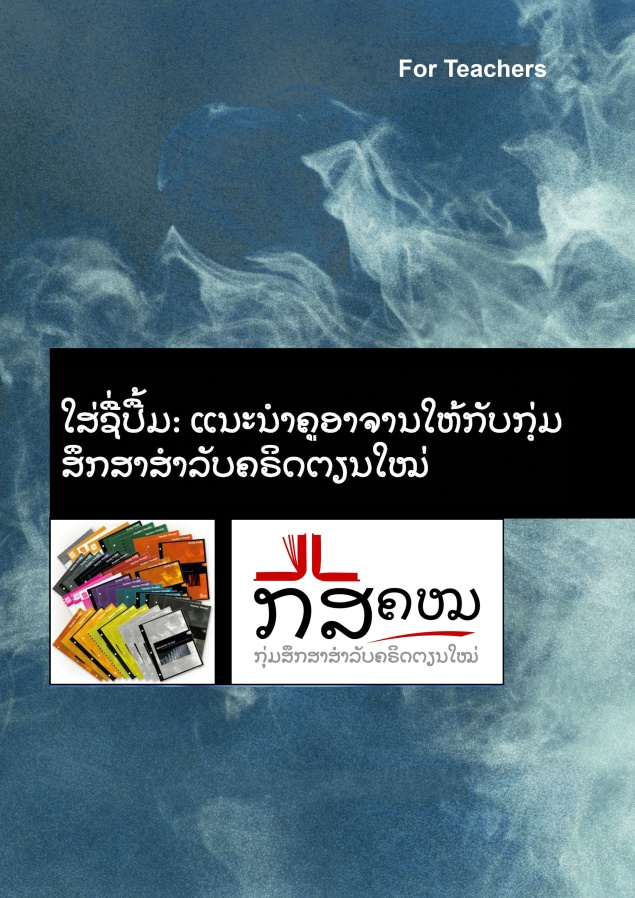 For Teachers
ໃສ່ຊື່ປື້ມ: ແນະນຳຄູອາຈານໃຫ້ກັບກຸ່ມ
ສຶກສາສຳລັບຄຣິດຕຽນໃໝ່
ກສຄໜ
ກຸ່ມສຶກສາສຳລັບຄຣິດຕຽນໃໝ່